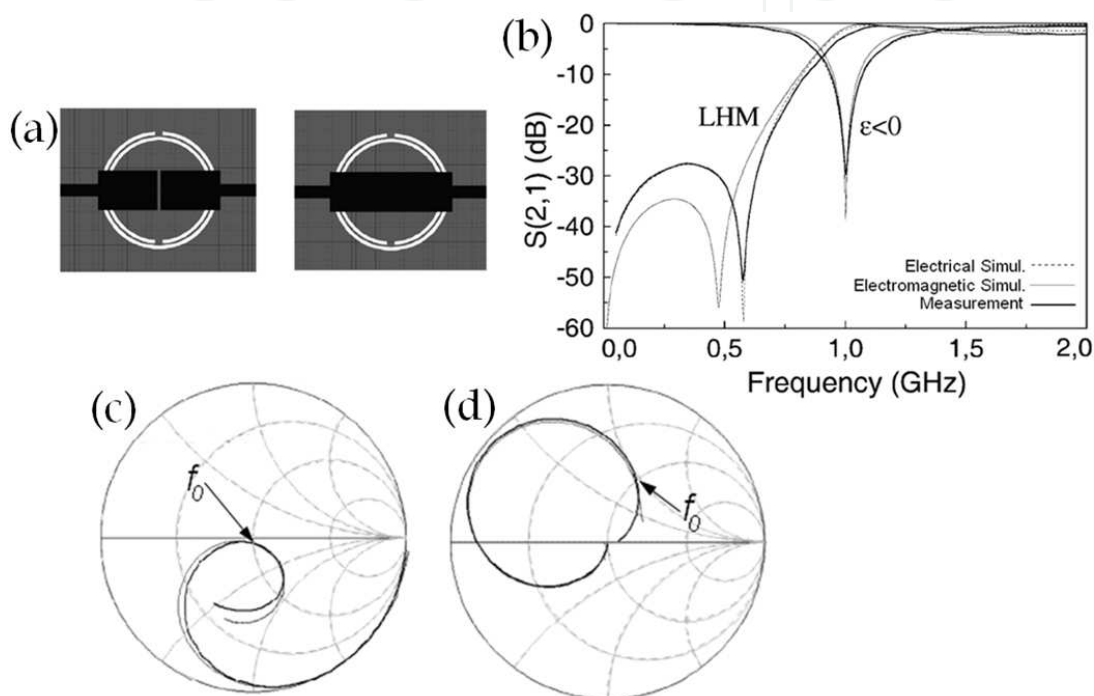 (a)
(b)
S(2,1) (dB)
0
-10
-20
-30
-40
-50
-60
LHM
ε<0
Electrical Simul.
Electromagnetic Simul.
Measurement
0,0 0,5 1,0 1,5 2,0
Frequency (GHz)
(c)
f0
(d)
f0